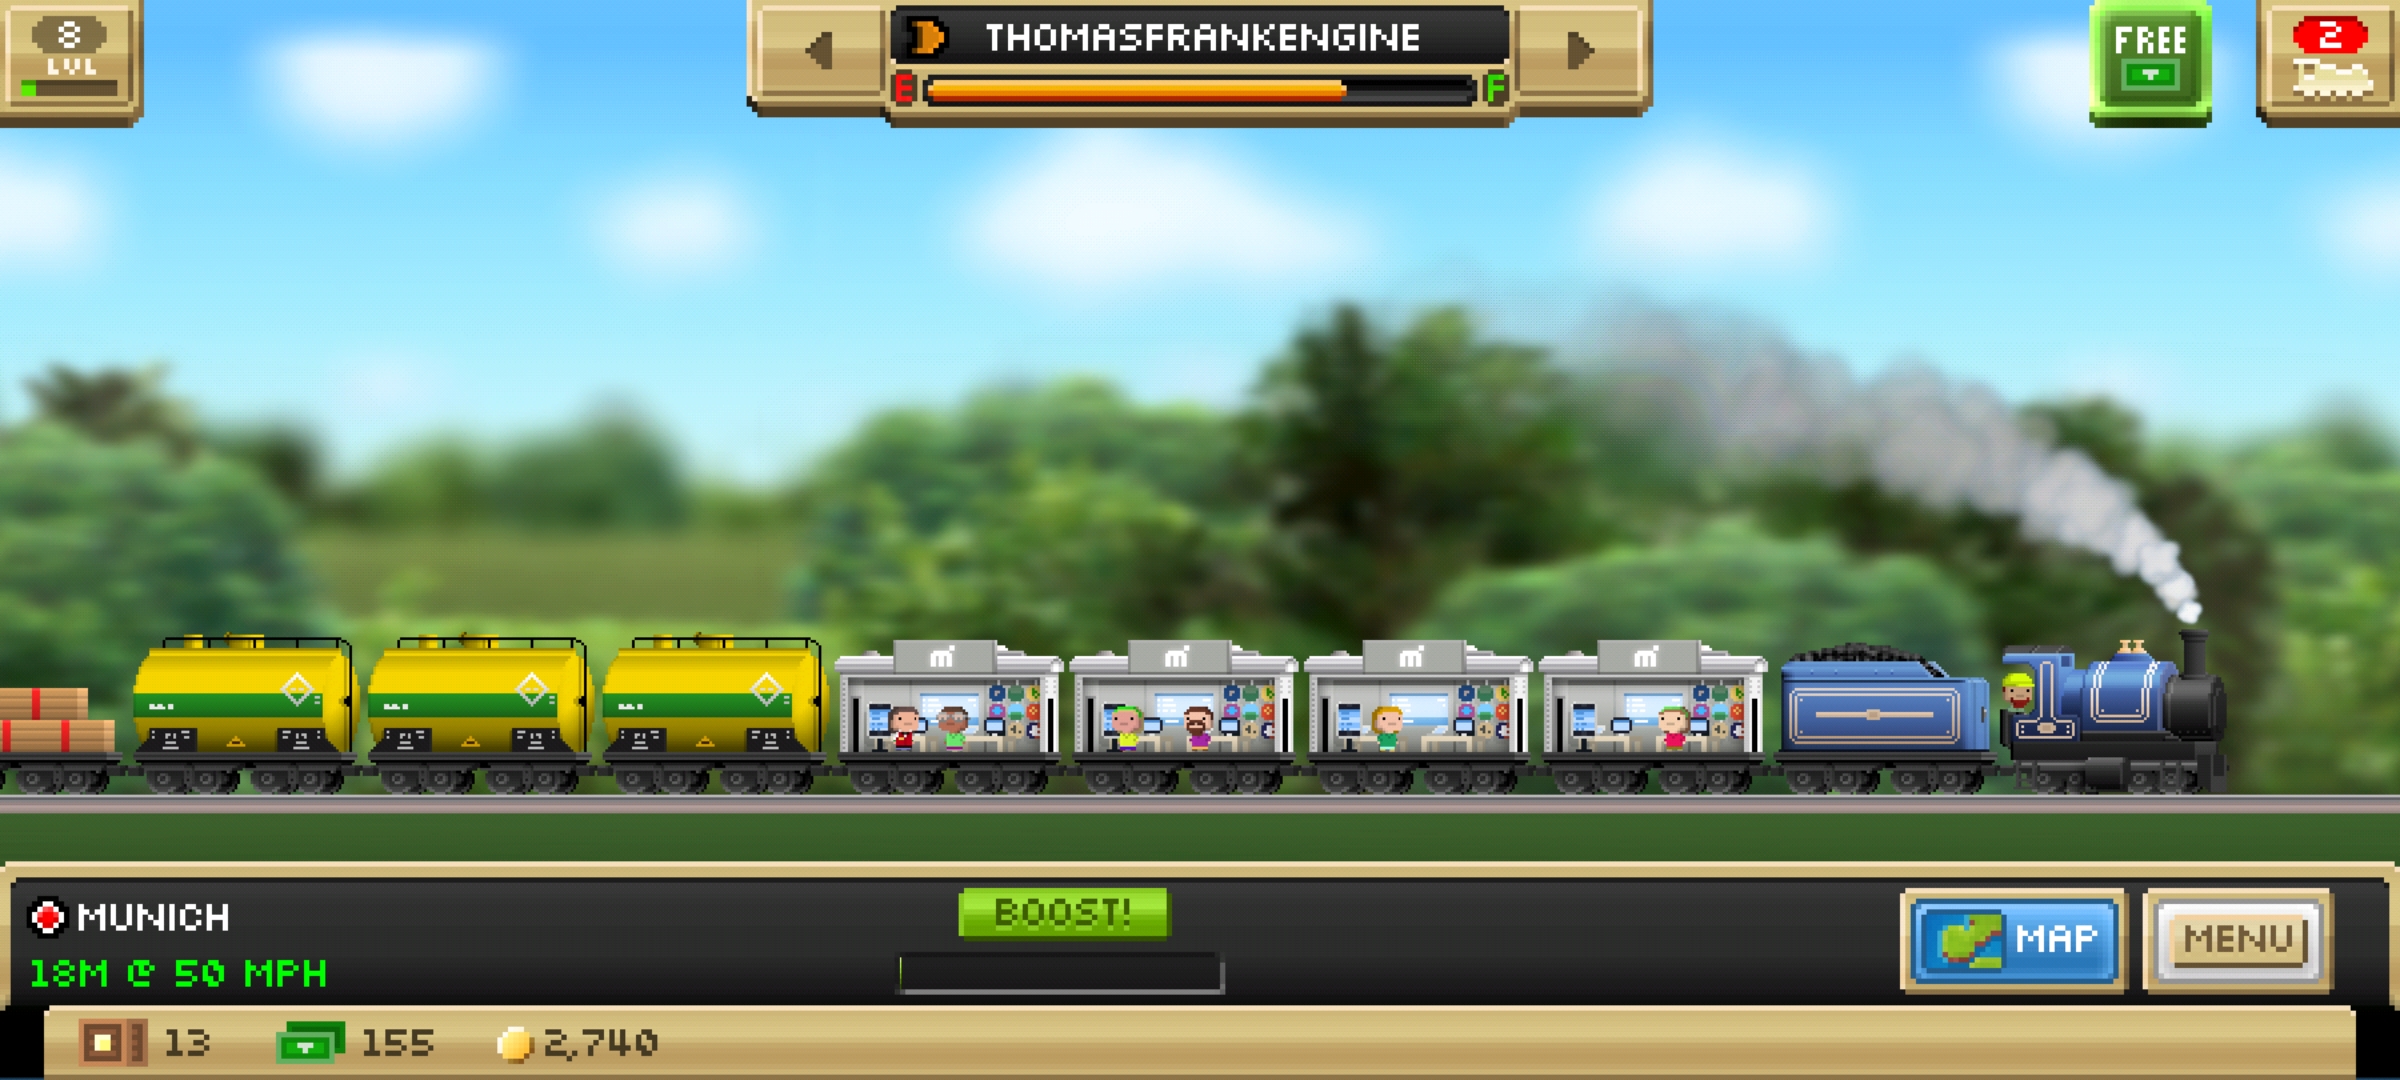 8
LVL
THOMASFRANKENGINE
E F
FREE
2
m m m m
MUNICH
18M @ 50 MPH
BOOST!
MAP
MENU
13
155
2,740